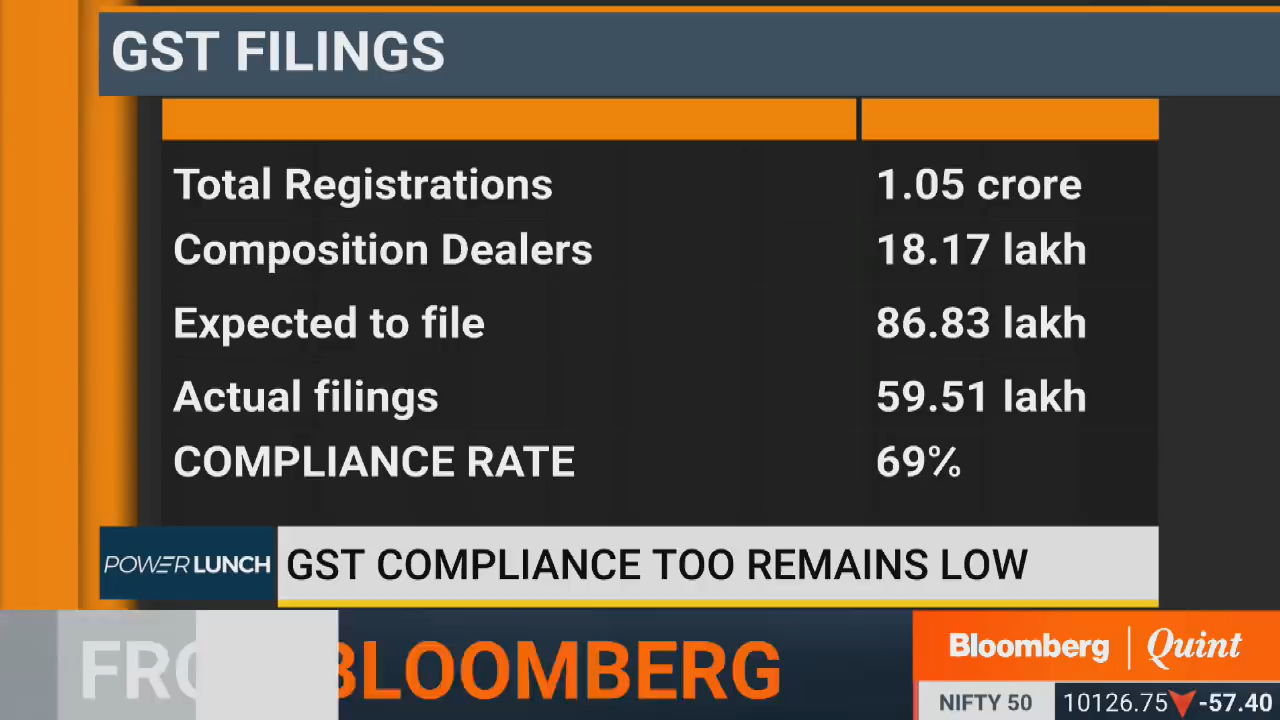 GST FILINGS
Total Registrations 1.05 crore
Composition Dealers 18.17 lakh
Expected to file 86.83 lakh
Actual filings 59.51 lakh
COMPLIANCE RATE 69%
POWER LUNCH GST COMPLIANCE TOO REMAINS LOW
BLOOMBERG
Bloomberg | Quint
NIFTY 50 10126.75 -57.40